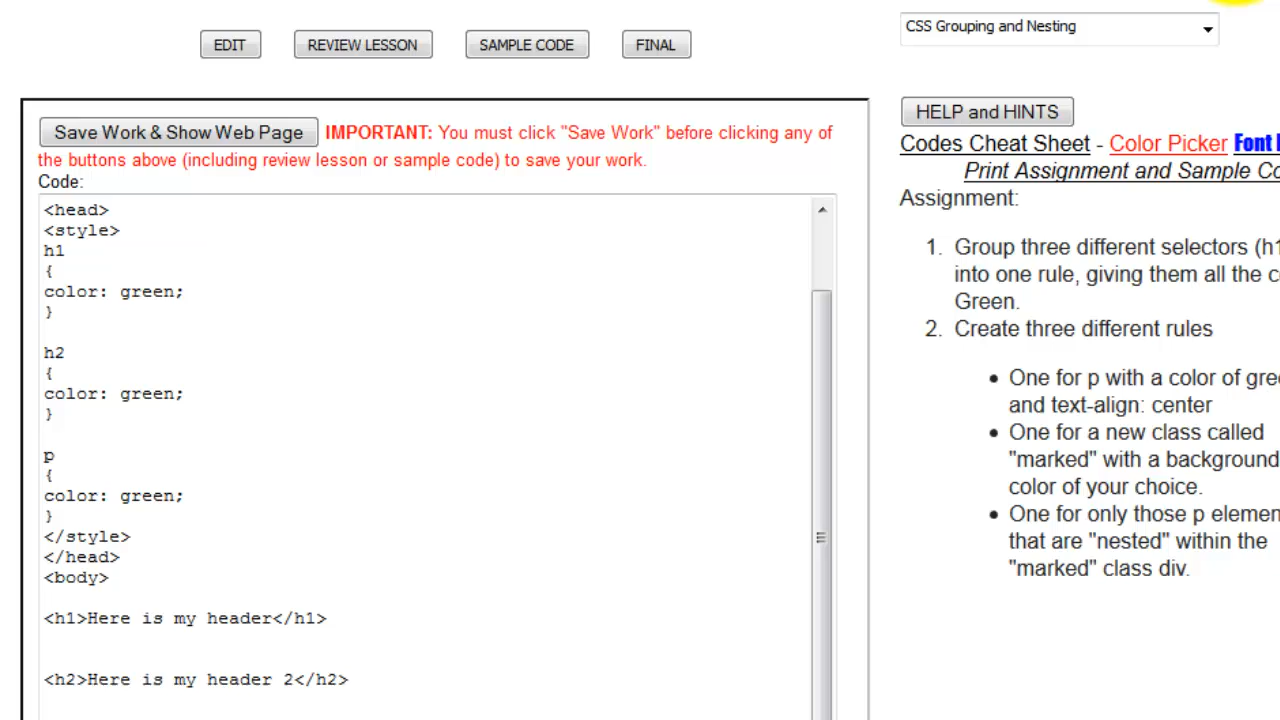 CSS Grouping and Nesting
EDIT
REVIEW LESSON
SAMPLE CODE
FINAL
Save Work & Show Web Page IMPORTANT: You must click "Save Work" before clicking any of
the buttons above (including review lesson or sample code) to save your work.
Code:
<head>
<style>
h1
{
color: green;
}
h2
{
color: green;
}
p
{
color: green;
}
</style>
</head>
<body>
<h1>Here is my header</h1>
<h2>Here is my header 2</h2>
HELP and HINTS
Codes Cheat Sheet - Color Picker Font
Print Assignment and Sample
Assignment:
1. Group three different selectors (h1
into one rule, giving them all the
Green.
2. Create three different rules
• One for p with a color of
and text-align: center
• One for a new class called
"marked" with a background
color of your choice.
• One for only those p
that are "nested" within the
"marked" class div.